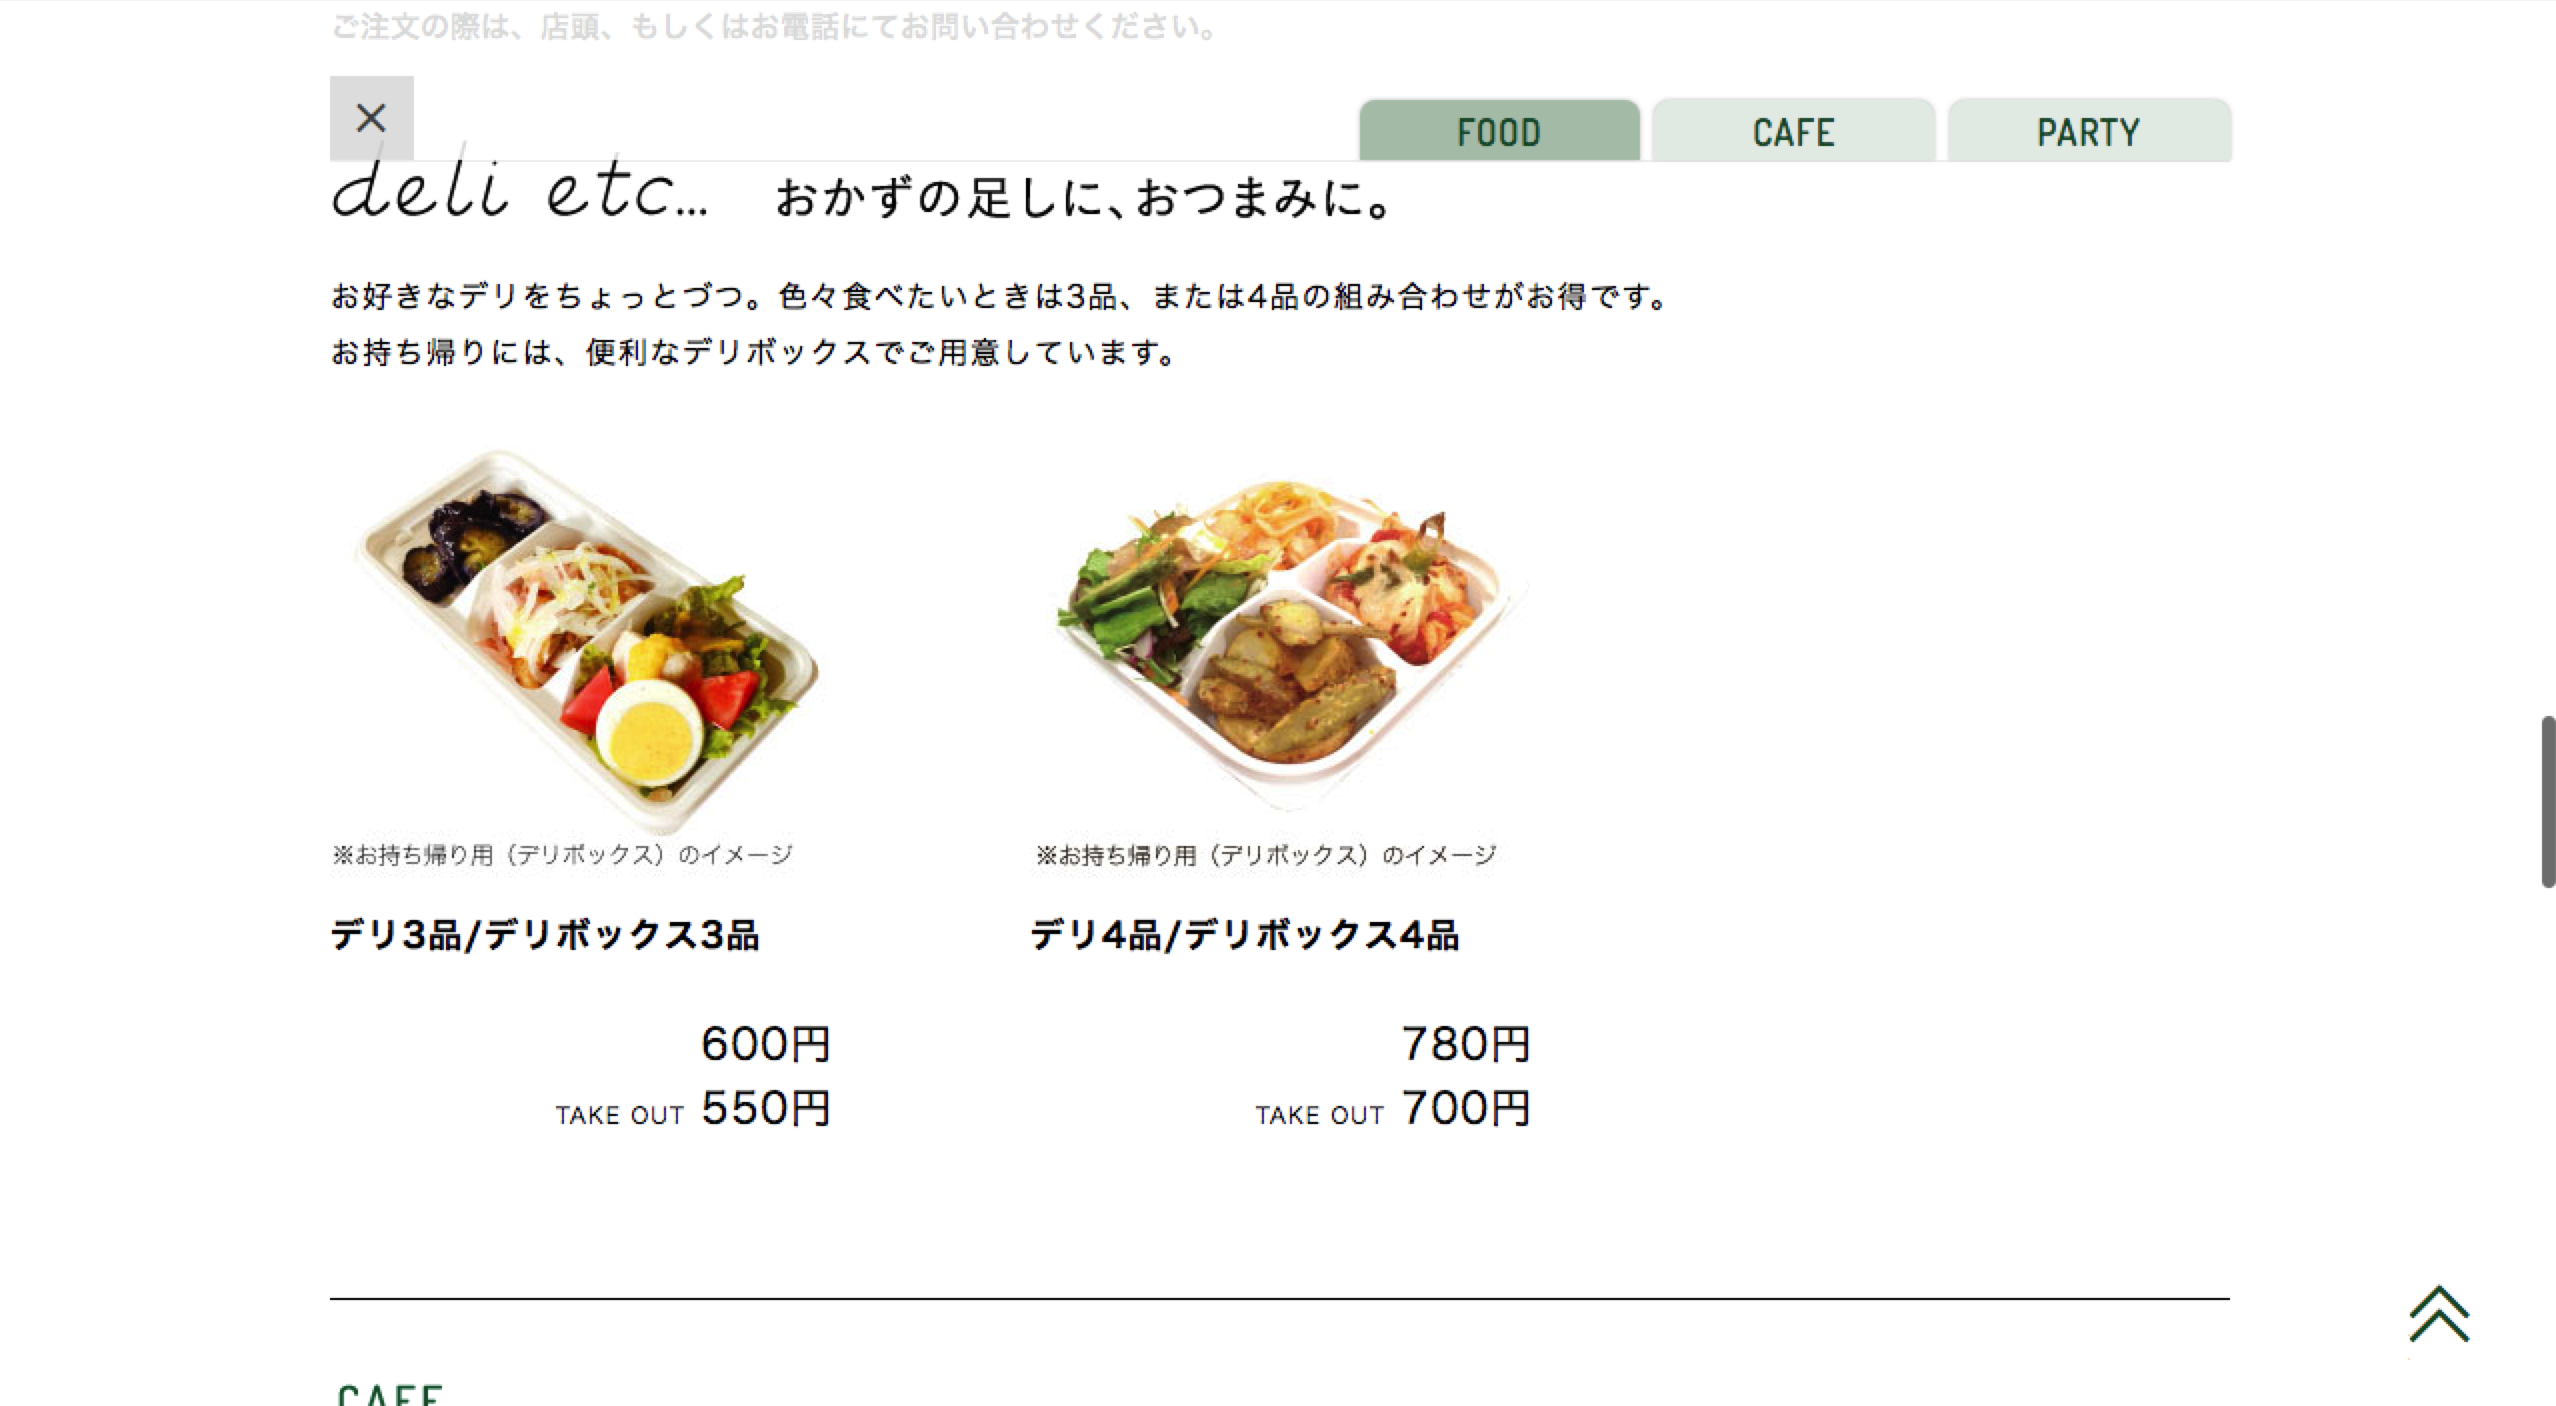 ご注文の際は、店頭、もしくはお電話にてお問い合わせください。
×
FOOD
CAFE
PARTY
deli etc… おかずの足しに、おつまみに。
お好きなデリをちょっとづつ。色々食べたいときは3品、または4品の組み合わせがお得です。
お持ち帰りには、便利なデリボックスでご用意しています。
※お持ち帰り用（デリボックス）のイメージ
デリ3品/デリボックス3品
600円
TAKE OUT 550円
※お持ち帰り用（デリボックス）のイメージ
デリ4品/デリボックス4品
780円
TAKE OUT 700円
CAFE